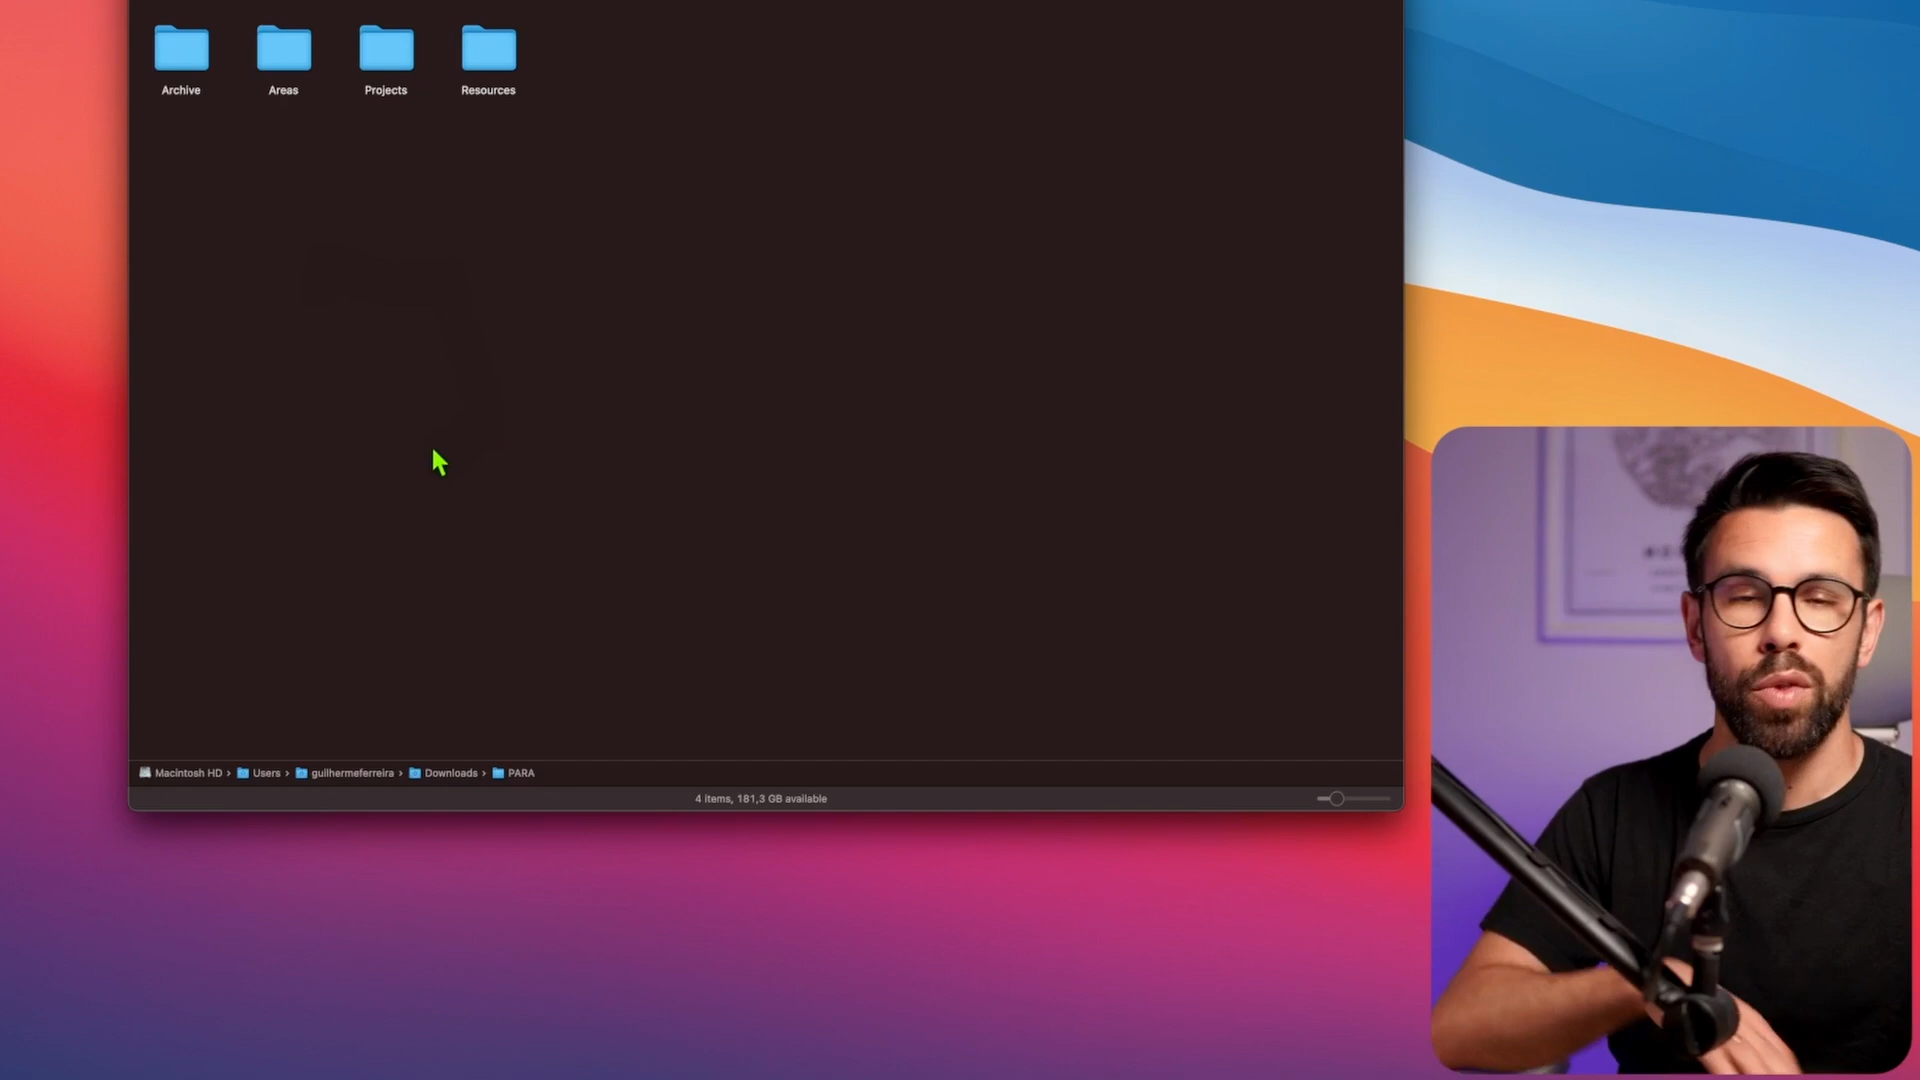 Archive
Areas
Projects
Resources
Macintosh HD › Users › guilhermeferreira › Downloads › PARA
4 items, 181,3 GB available